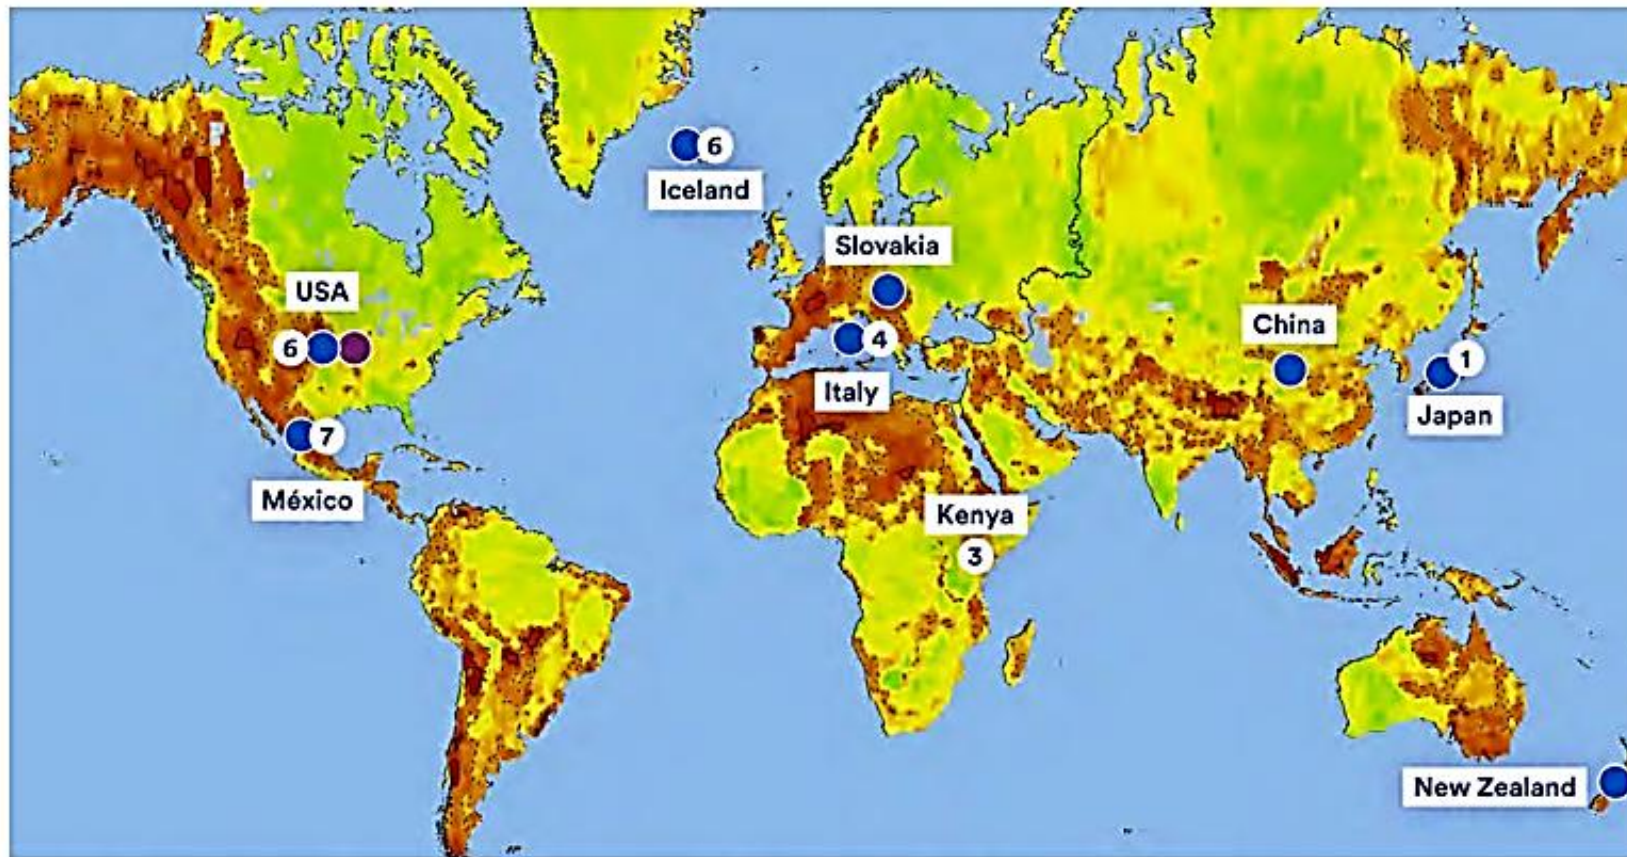 6
Iceland
Slovakia
USA
6
China
4
1
Italy
Japan
7
México
Kenya
3
New Zealand